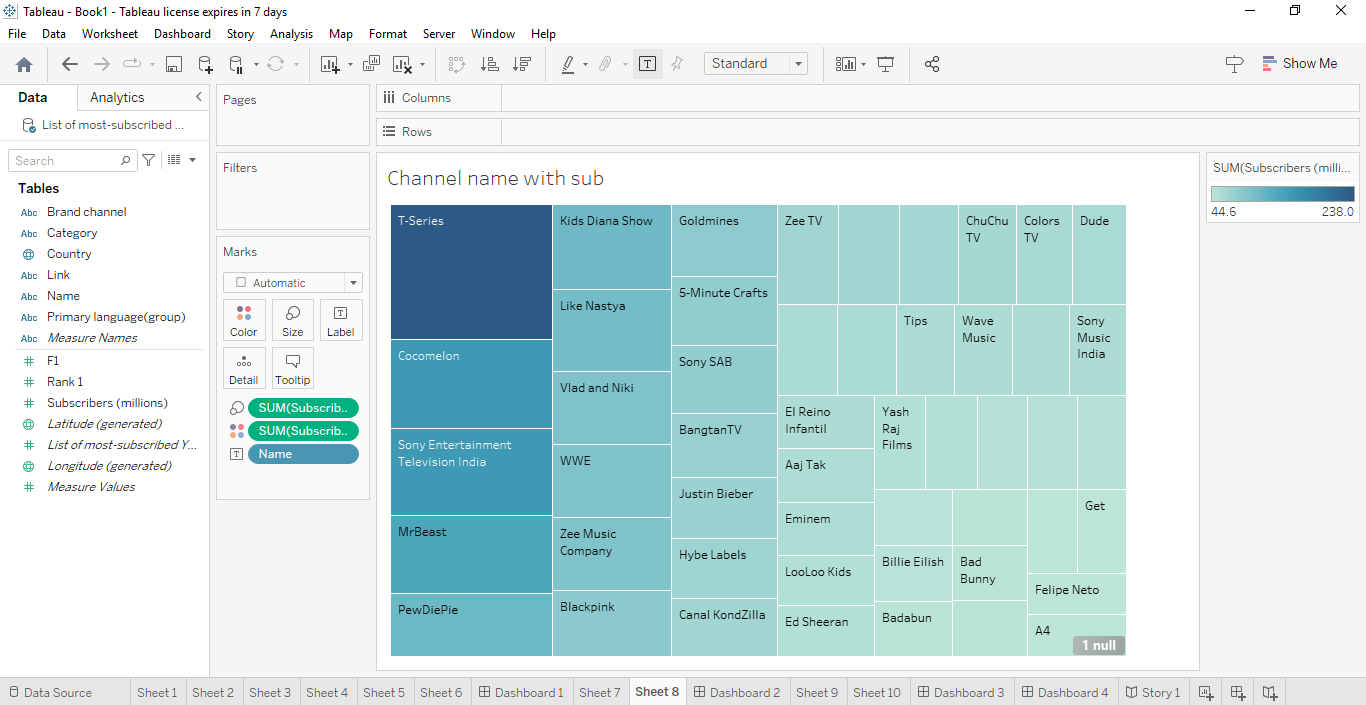 Tableau - Book1 - Tableau license expires in 7 days
File Data Worksheet Dashboard Story Analysis Map Format Server Window Help
Standard
Show Me
Data
Analytics
List of most-subscribed ...
Search
Tables
Abc Brand channel
Abc Category
Country
Abc Link
Abc Name
Abc Primary language(group)
Abc Measure Names
# F1
# Rank 1
# Subscribers (millions)
Latitude (generated)
# List of most-subscribed Y...
Longitude (generated)
# Measure Values
Pages
Filters
Marks
Automatic
Color
Size
Label
Detail
Tooltip
SUM(Subscrib..
SUM(Subscrib..
Name
Columns
Rows
Channel name with sub
T-Series
Cocomelon
Sony Entertainment
Television India
MrBeast
PewDiePie
Kids Diana Show
Like Nastya
Vlad and Niki
WWE
Zee Music
Company
Blackpink
Goldmines
5-Minute Crafts
Sony SAB
BangtanTV
Justin Bieber
Hybe Labels
Canal KondZilla
Zee TV
ChuChu
TV
Colors
TV
Dude
Tips
Wave
Music
Sony
Music
India
El Reino
Infantil
Aaj Tak
Eminem
LooLoo Kids
Ed Sheeran
Yash
Raj
Films
Billie Eilish
Badabun
Bad
Bunny
Get
Felipe Neto
A4
1 null
SUM(Subscribers (milli...
44.6 238.0
Data Source Sheet 1 Sheet 2 Sheet 3 Sheet 4 Sheet 5 Sheet 6 Dashboard 1 Sheet 7 Sheet 8 Dashboard 2 Sheet 9 Sheet 10 Dashboard 3 Dashboard 4 Story 1